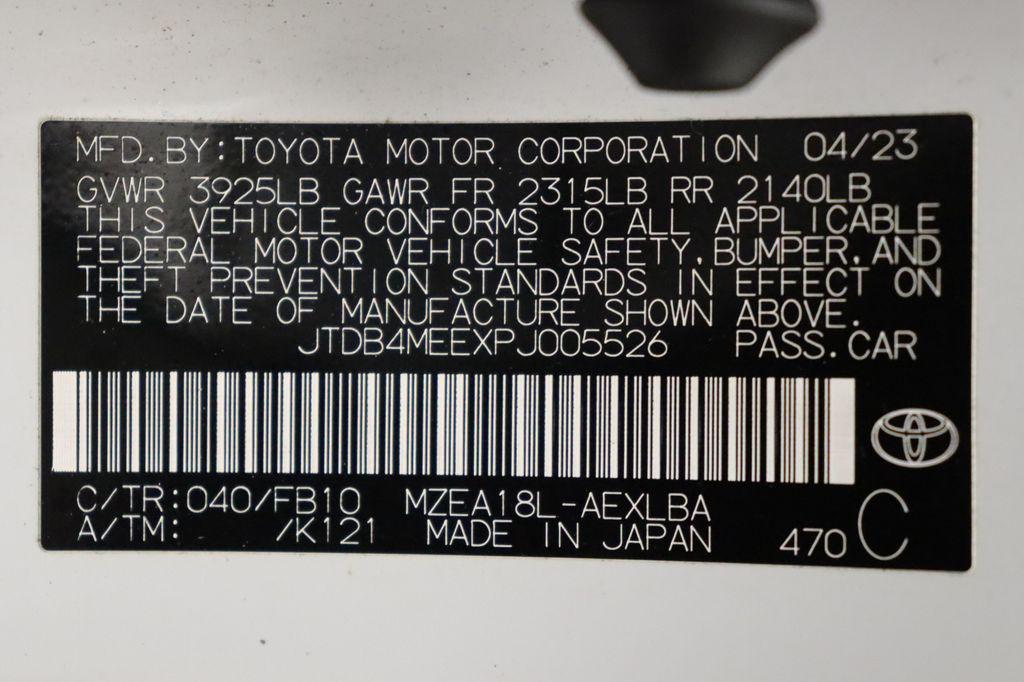 MFD. BY: TOYOTA MOTOR CORPORATION 04/23
GVWR 3925LB GAWR FR 2315LB RR 2140LB
THIS VEHICLE CONFORMS TO ALL APPLICABLE
FEDERAL MOTOR VEHICLE SAFETY, BUMPER, AND
THEFT PREVENTION STANDARDS IN EFFECT ON
THE DATE OF MANUFACTURE SHOWN ABOVE.
JTDB4MEEXPJ005526 PASS. CAR
C/TR: 040/FB10 MZEA18L-AEXLBA
A/TM: /K121 MADE IN JAPAN 470 C